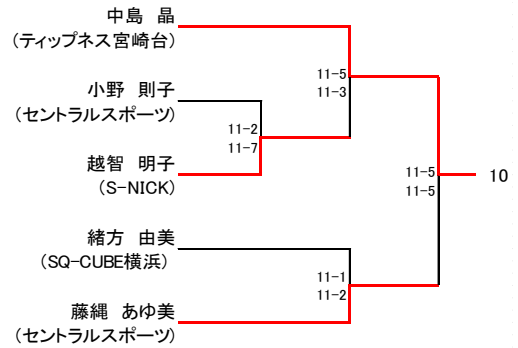 中島　晶
(ティップネス宮崎台)
11-5
11-3
小野　則子
(セントラルスポーツ)
11-2
11-7
越智　明子
(S-NICK)
11-5
11-5
10
緒方　由美
(SQ-CUBE横浜)
11-1
11-2
藤縄　あゆ美
(セントラルスポーツ)